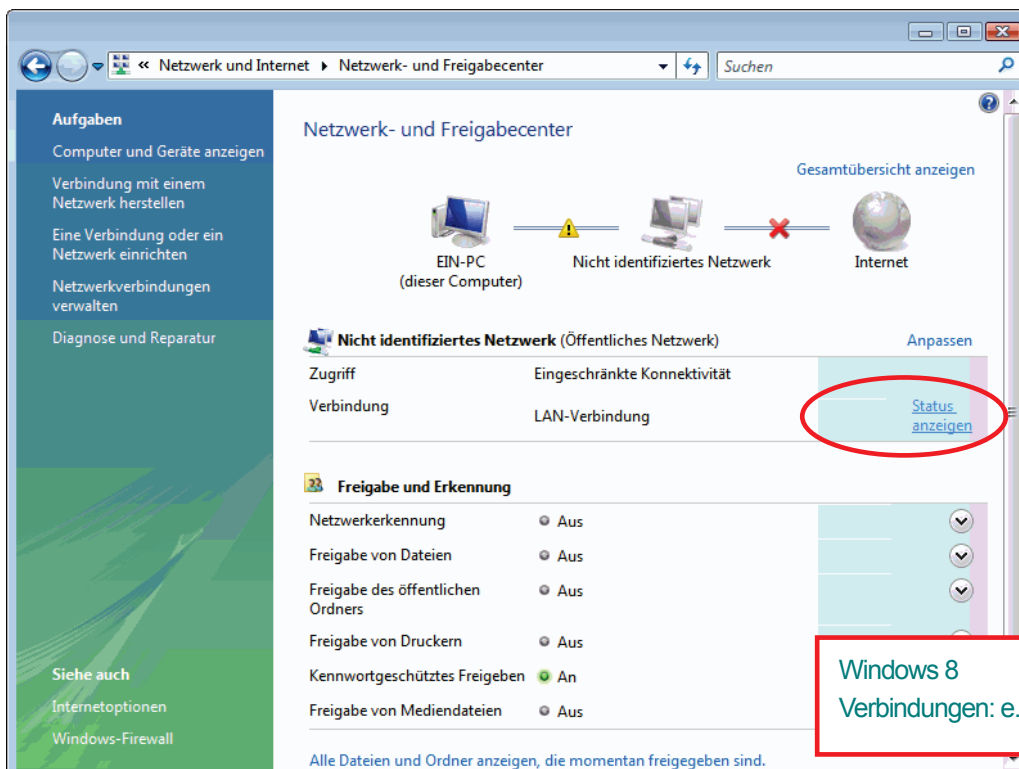 « Netzwerk und Internet ▸ Netzwerk- und Freigabecenter
Suchen
Aufgaben
Computer und Geräte anzeigen
Verbindung mit einem
Netzwerk herstellen
Eine Verbindung oder ein
Netzwerk einrichten
Netzwerkverbindungen
verwalten
Diagnose und Reparatur
Siehe auch
Internetoptionen
Windows-Firewall
Netzwerk- und Freigabecenter
Gesamtübersicht anzeigen
EIN-PC
(dieser Computer)
Nicht identifiziertes Netzwerk
Internet
Nicht identifiziertes Netzwerk (Öffentliches Netzwerk) Anpassen
Zugriff Eingeschränkte Konnektivität
Verbindung LAN-Verbindung Status
anzeigen
Freigabe und Erkennung
Netzwerkerkennung Aus
Freigabe von Dateien Aus
Freigabe des öffentlichen Aus
Ordners
Freigabe von Druckern Aus
Kennwortgeschütztes Freigeben An
Freigabe von Mediendateien Aus
Alle Dateien und Ordner anzeigen, die momentan freigegeben sind.
Windows 8
Verbindungen: e.